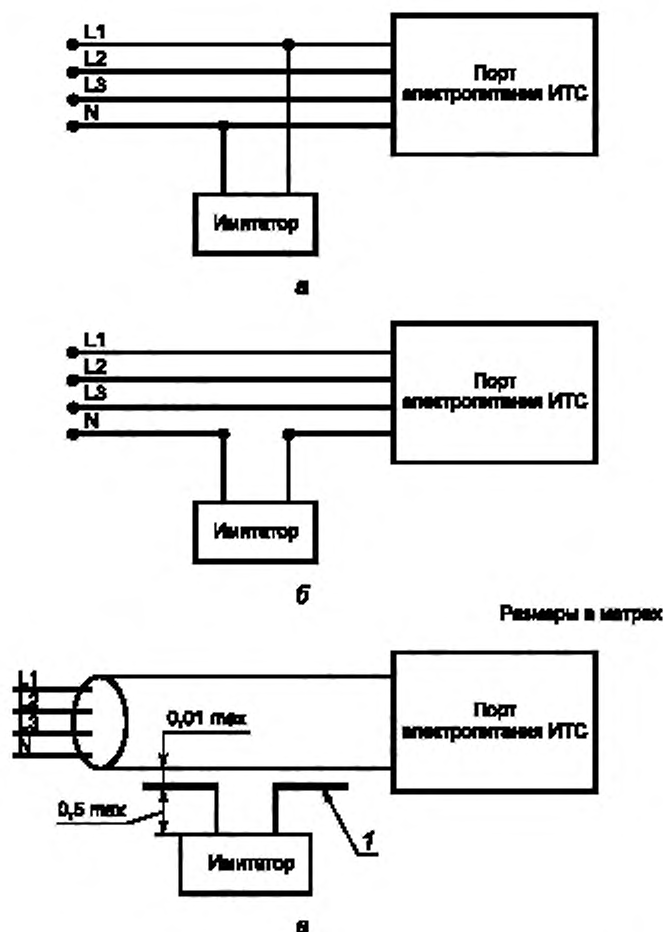 L1
L2
L3
N
Порт
электропитания ИТС
Имитатор
а
L1
L2
L3
N
Порт
электропитания ИТС
Имитатор
б
Размеры в метрах
L1
L2
L3
N
Порт
электропитания ИТС
0,01 max
0,5 max
1
Имитатор
в